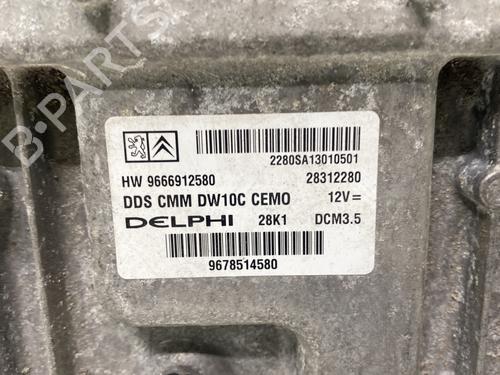 2280SA13010501
HW 9666912580 28312280
DDS CMM DW10C CEMO 12V=
DELPHI 28K1 DCM3.5
9678514580
B-PARTS